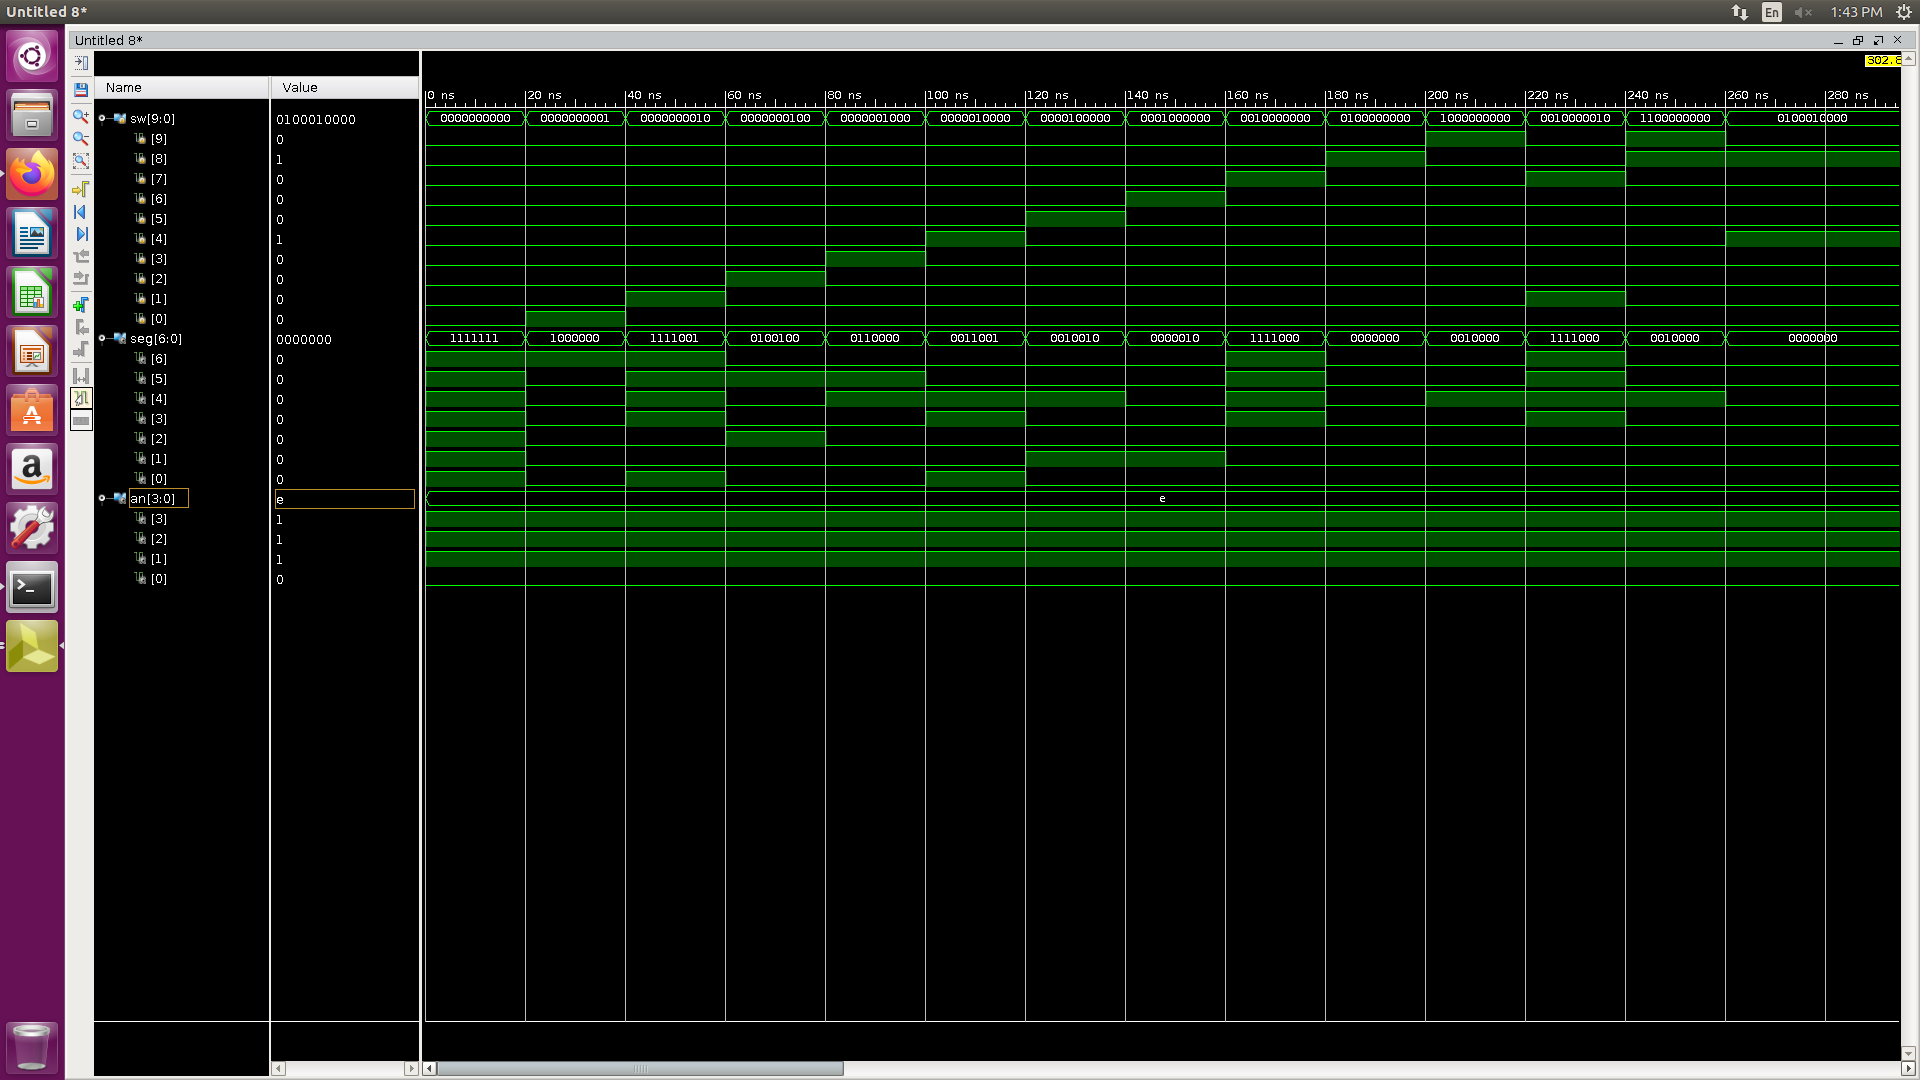 Untitled 8*
En 1:43 PM
Untitled 8*
302.8
Name Value
0 ns 20 ns 40 ns 60 ns 80 ns 100 ns 120 ns 140 ns 160 ns 180 ns 200 ns 220 ns 240 ns 260 ns 280 ns
sw[9:0] 0100010000 0000000000 0000000001 0000000010 0000000100 0000001000 0000010000 0000100000 0001000000 0010000000 0100000000 1000000000 0010000010 1100000000 0100010000
[9] 0
[8] 1
[7] 0
[6] 0
[5] 0
[4] 1
[3] 0
[2] 0
[1] 0
[0] 0
seg[6:0] 0000000 1111111 1000000 1111001 0100100 0110000 0011001 0010010 0000010 1111000 0000000 0010000 1111000 0010000 0000000
[6] 0
[5] 0
[4] 0
[3] 0
[2] 0
[1] 0
[0] 0
an[3:0] e e
[3] 1
[2] 1
[1] 1
[0] 0